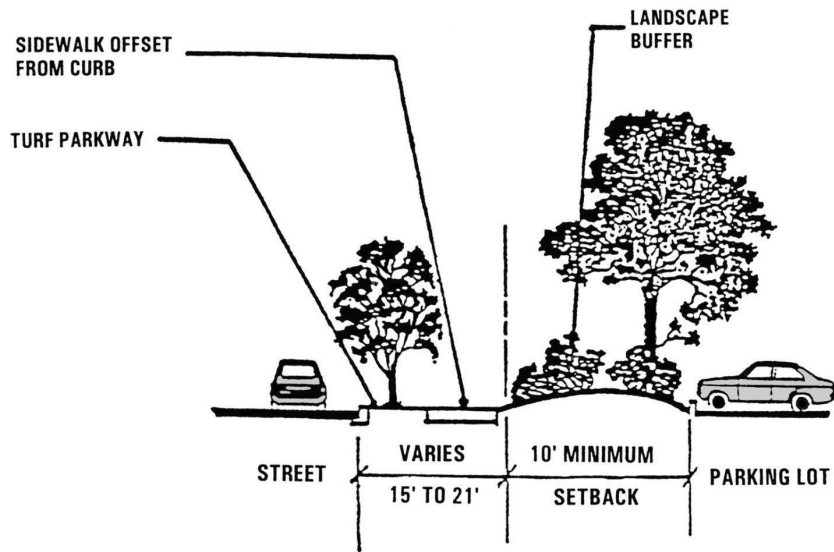 LANDSCAPE
BUFFER
SIDEWALK OFFSET
FROM CURB
TURF PARKWAY
VARIES
10' MINIMUM
STREET
PARKING LOT
15' TO 21'
SETBACK